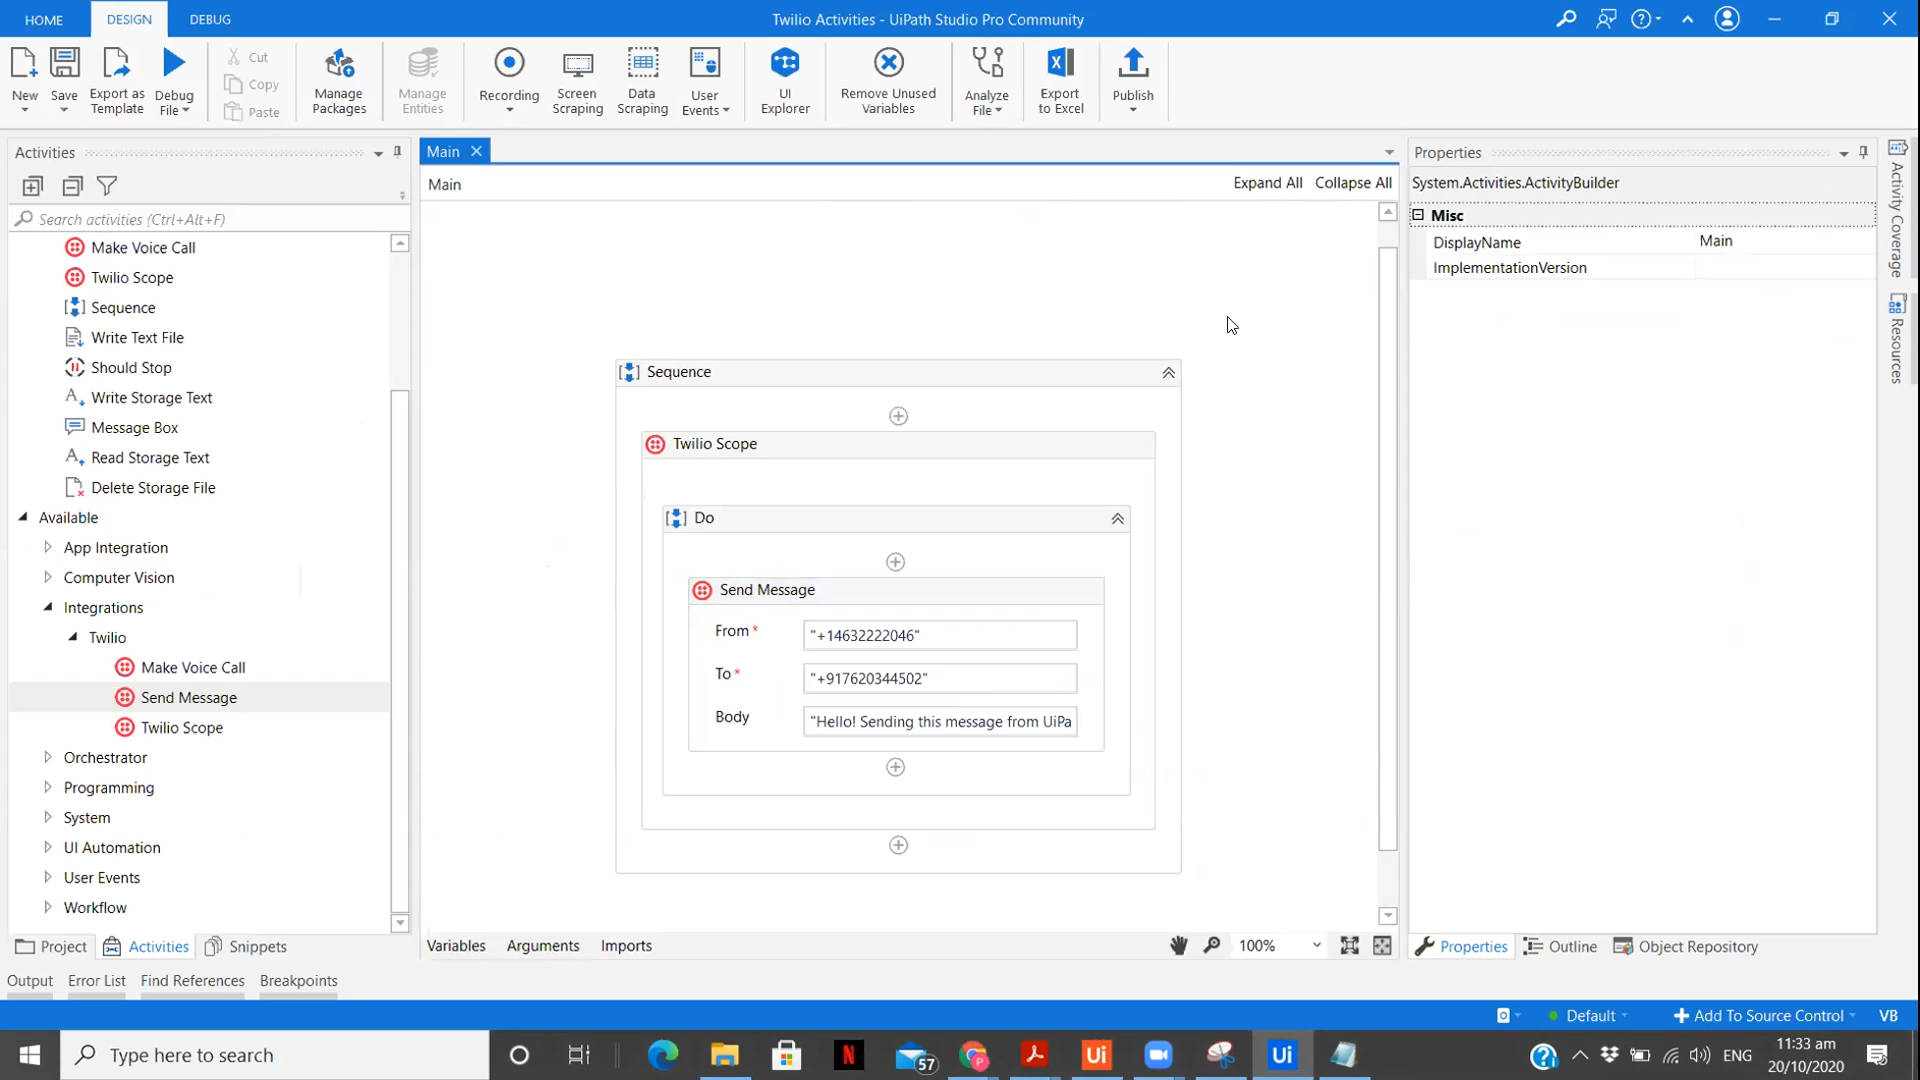 HOME DESIGN DEBUG
Twilio Activities - UiPath Studio Pro Community
New
Save
Export as
Template
Debug
File
Cut
Copy
Paste
Manage
Packages
Manage
Entities
Recording
Screen
Scraping
Data
Scraping
User
Events
UI
Explorer
Remove Unused
Variables
Analyze
File
Export
to Excel
Publish
Activities
Search activities (Ctrl+Alt+F)
Make Voice Call
Twilio Scope
Sequence
Write Text File
Should Stop
Write Storage Text
Message Box
Read Storage Text
Delete Storage File
Available
App Integration
Computer Vision
Integrations
Twilio
Make Voice Call
Send Message
Twilio Scope
Orchestrator
Programming
System
UI Automation
User Events
Workflow
Project Activities Snippets
Main
Main
Expand All Collapse All
Sequence
Twilio Scope
Do
Send Message
From * "+14632222046"
To * "+917620344502"
Body "Hello! Sending this message from UiPa
Variables Arguments Imports
100%
Properties
System.Activities.ActivityBuilder
Misc
DisplayName Main
ImplementationVersion
Properties Outline Object Repository
Activity Coverage
Resources
Output Error List Find References Breakpoints
Default
Add To Source Control
VB
Type here to search
57
ENG
11:33 am
20/10/2020